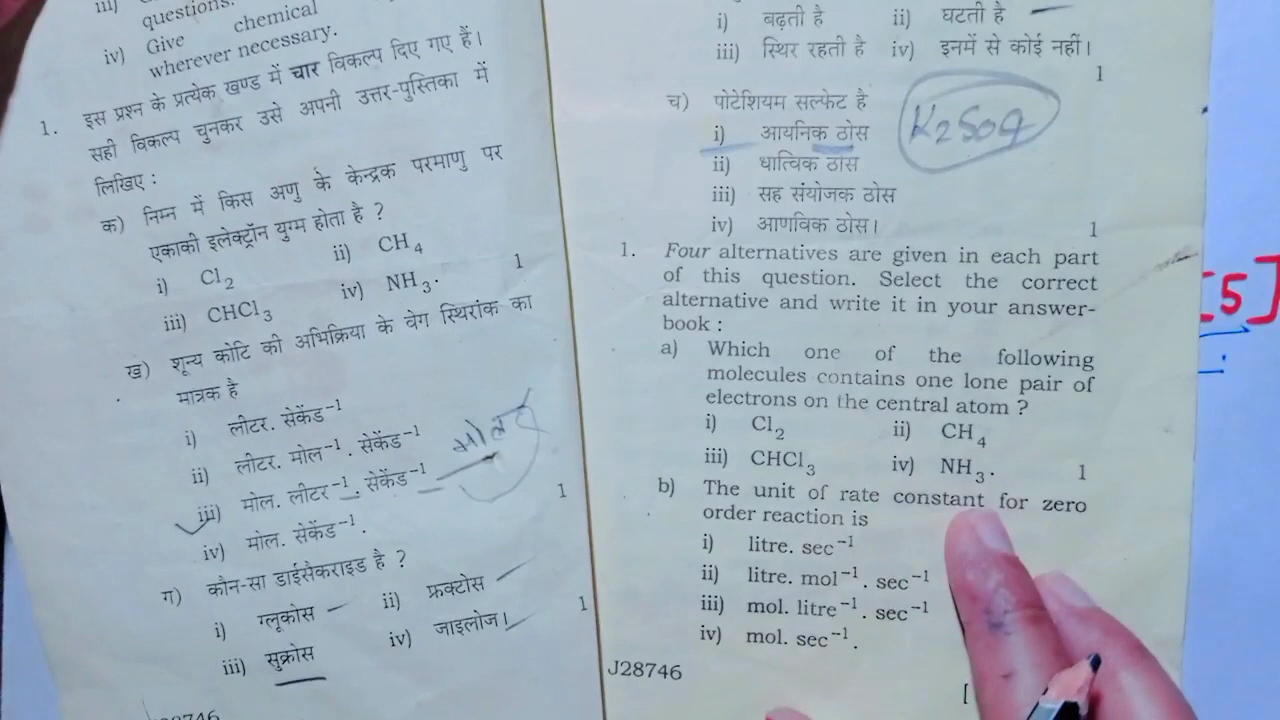 iii)
questions.
iv) Give chemical
wherever necessary.
1. इस प्रश्न के प्रत्येक खण्ड में चार विकल्प दिए गए हैं।
सही विकल्प चुनकर उसे अपनी उत्तर-पुस्तिका में
लिखिए :
क) निम्न में किस अणु के केन्द्रक परमाणु पर
एकाकी इलेक्ट्रॉन युग्म होता है ?
i) Cl₂ ii) CH₄
iii) CHCl₃ iv) NH₃. 1
ख) शून्य कोटि की अभिक्रिया के वेग स्थिरांक का
मात्रक है
i) लीटर. सेकेंड⁻¹
ii) लीटर. मोल⁻¹. सेकेंड⁻¹
iii) मोल. लीटर⁻¹. सेकेंड⁻¹
iv) मोल. सेकेंड⁻¹. 1
ग) कौन-सा डाईसैकराइड है ?
i) ग्लूकोस ii) फ्रक्टोस
iii) सुक्रोस iv) जाइलोज। 1
i) बढ़ती है ii) घटती है
iii) स्थिर रहती है iv) इनमें से कोई नहीं।
1
च) पोटेशियम सल्फेट है
K2SO4
i) आयनिक ठोस
ii) धात्विक ठोस
iii) सह संयोजक ठोस
iv) आणविक ठोस। 1
1. Four alternatives are given in each part
of this question. Select the correct
alternative and write it in your answer-
book :
a) Which one of the following
molecules contains one lone pair of
electrons on the central atom ?
i) Cl₂ ii) CH₄
iii) CHCl₃ iv) NH₃. 1
b) The unit of rate constant for zero
order reaction is
i) litre. sec⁻¹
ii) litre. mol⁻¹. sec⁻¹
iii) mol. litre⁻¹. sec⁻¹
iv) mol. sec⁻¹.
J28746
[
[5]